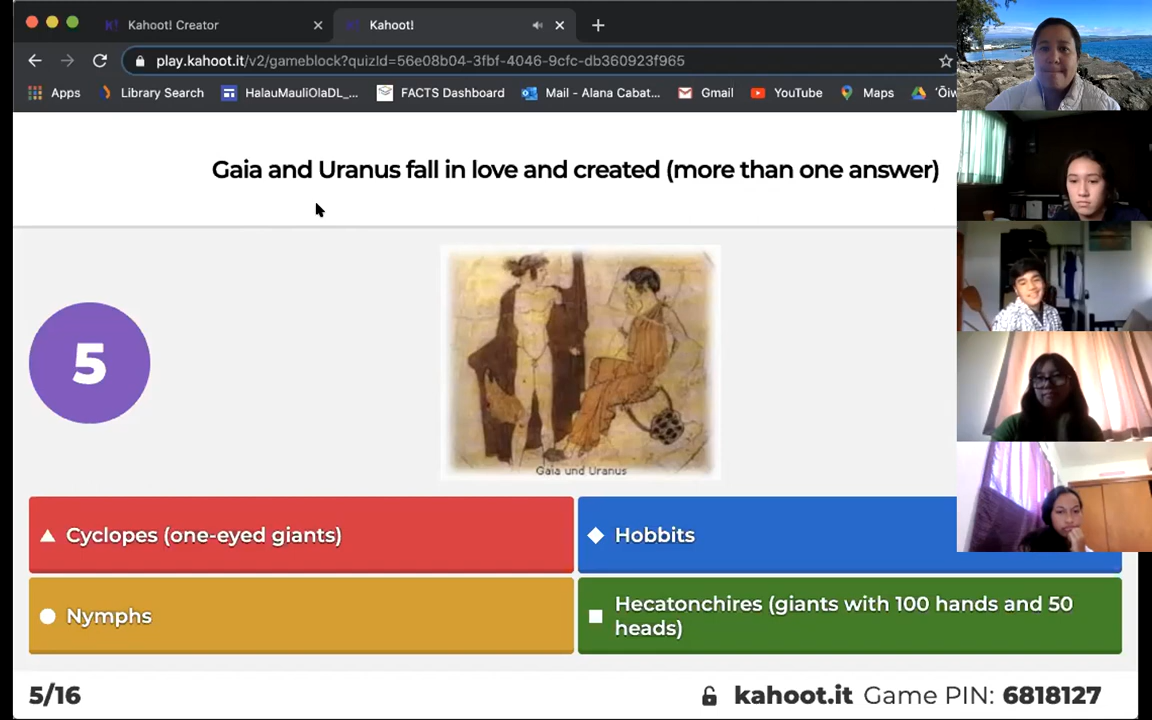 Kahoot! Creator
Kahoot!
play.kahoot.it/v2/gameblock?quizId=56e08b04-3fbf-4046-9cfc-db360923f965
Apps
Library Search
HalauMauliOlaDL_...
FACTS Dashboard
Mail - Alana Cabat...
Gmail
YouTube
Maps
'Ōiw
Gaia and Uranus fall in love and created (more than one answer)
5
Gaia und Uranus
Cyclopes (one-eyed giants)
Hobbits
Nymphs
Hecatonchires (giants with 100 hands and 50
heads)
5/16
kahoot.it Game PIN: 6818127